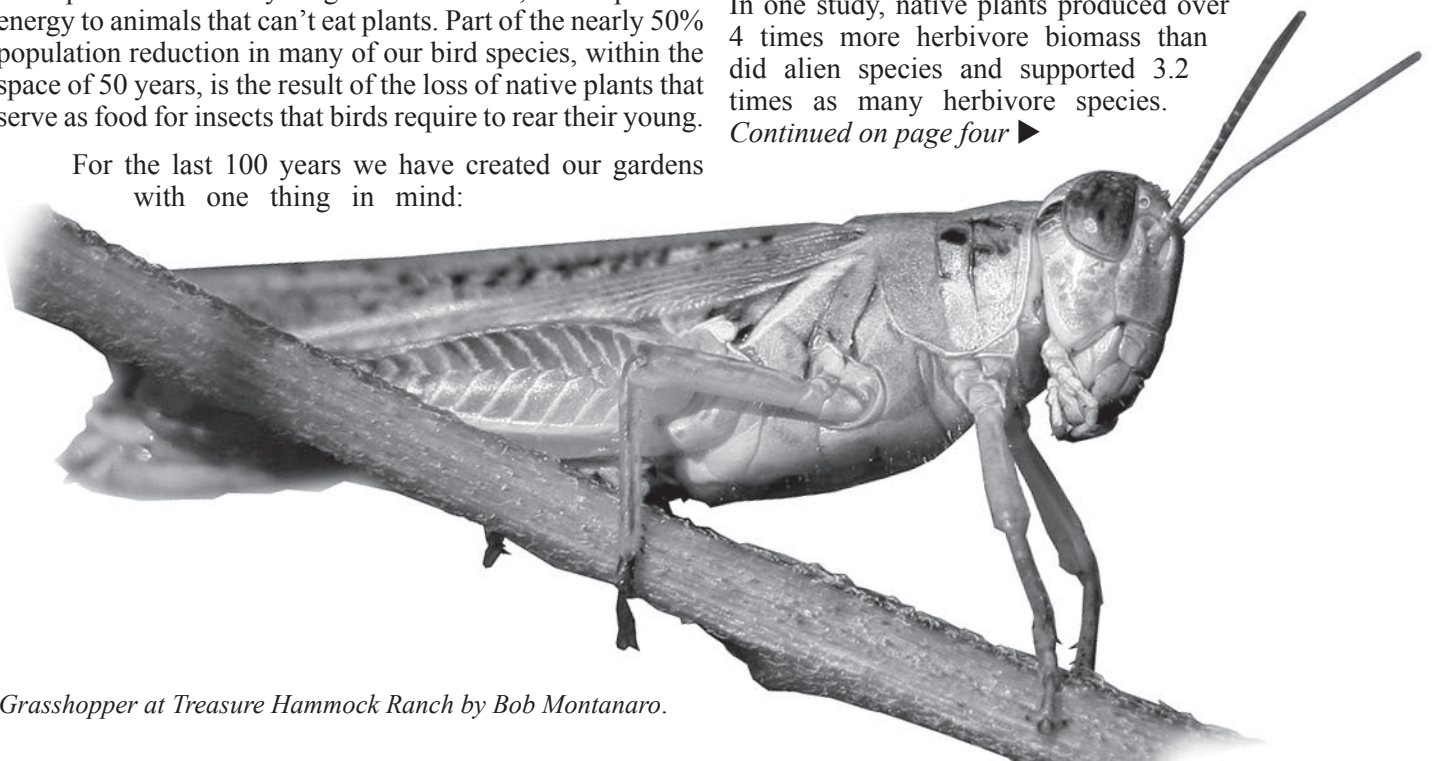 energy to animals that can't eat plants. Part of the nearly 50%
population reduction in many of our bird species, within the
space of 50 years, is the result of the loss of native plants that
serve as food for insects that birds require to rear their young.
For the last 100 years we have created our gardens
with one thing in mind:
In one study, native plants produced over
4 times more herbivore biomass than
did alien species and supported 3.2
times as many herbivore species.
Continued on page four ▶
Grasshopper at Treasure Hammock Ranch by Bob Montanaro.